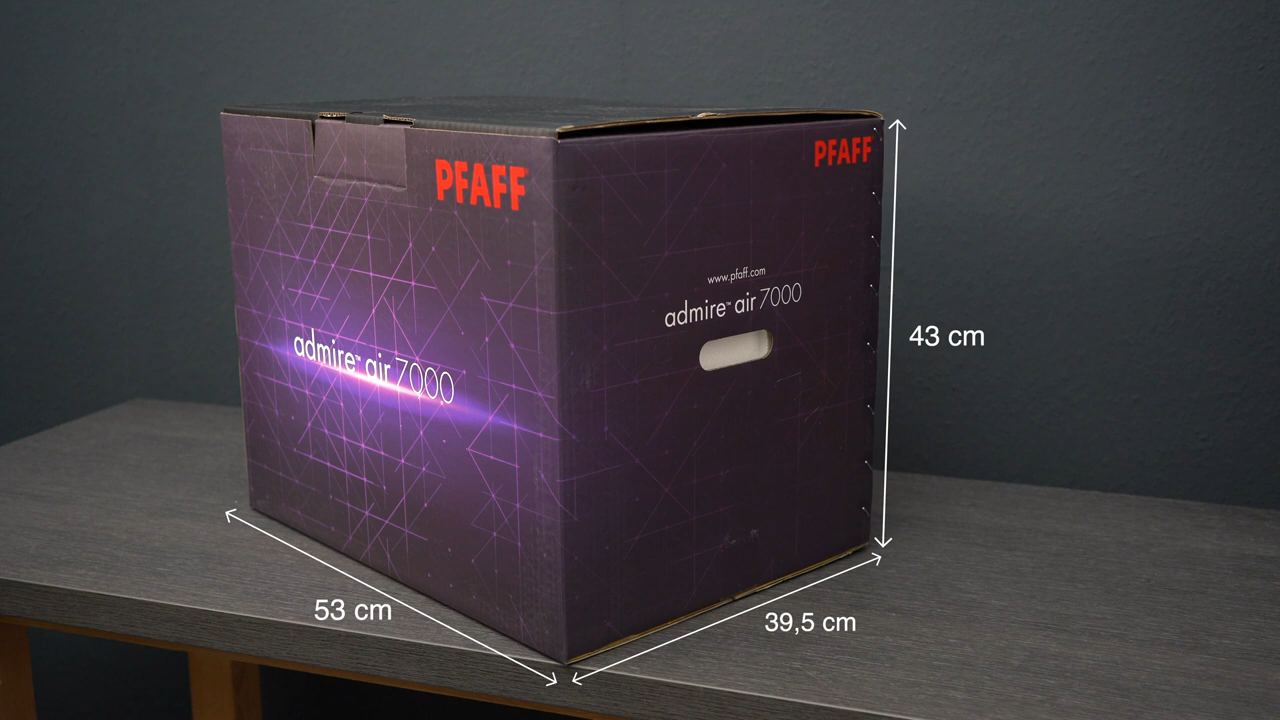 PFAFF
admire™ air 7000
PFAFF
www.pfaff.com
admire™ air 7000
43 cm
53 cm
39,5 cm